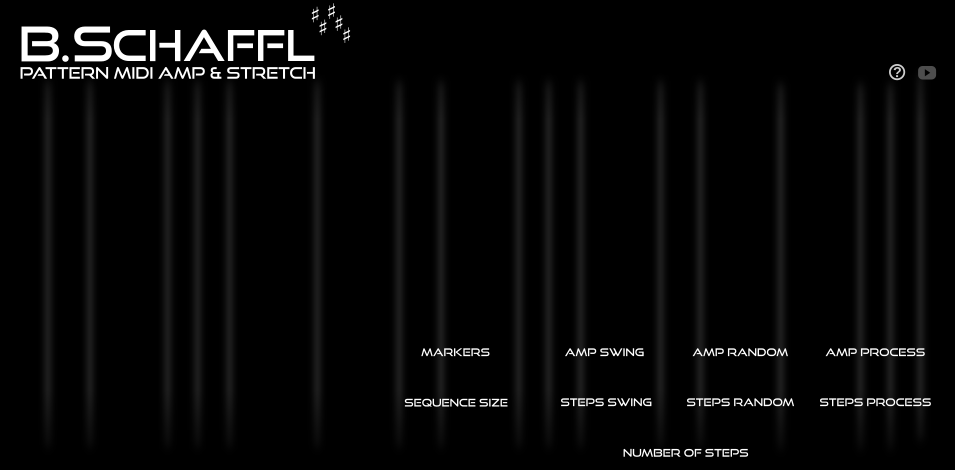 B.SCHAFFL
PATTERN MIDI AMP & STRETCH
MARKERS AMP SWING AMP RANDOM AMP PROCESS
SEQUENCE SIZE STEPS SWING STEPS RANDOM STEPS PROCESS
NUMBER OF STEPS